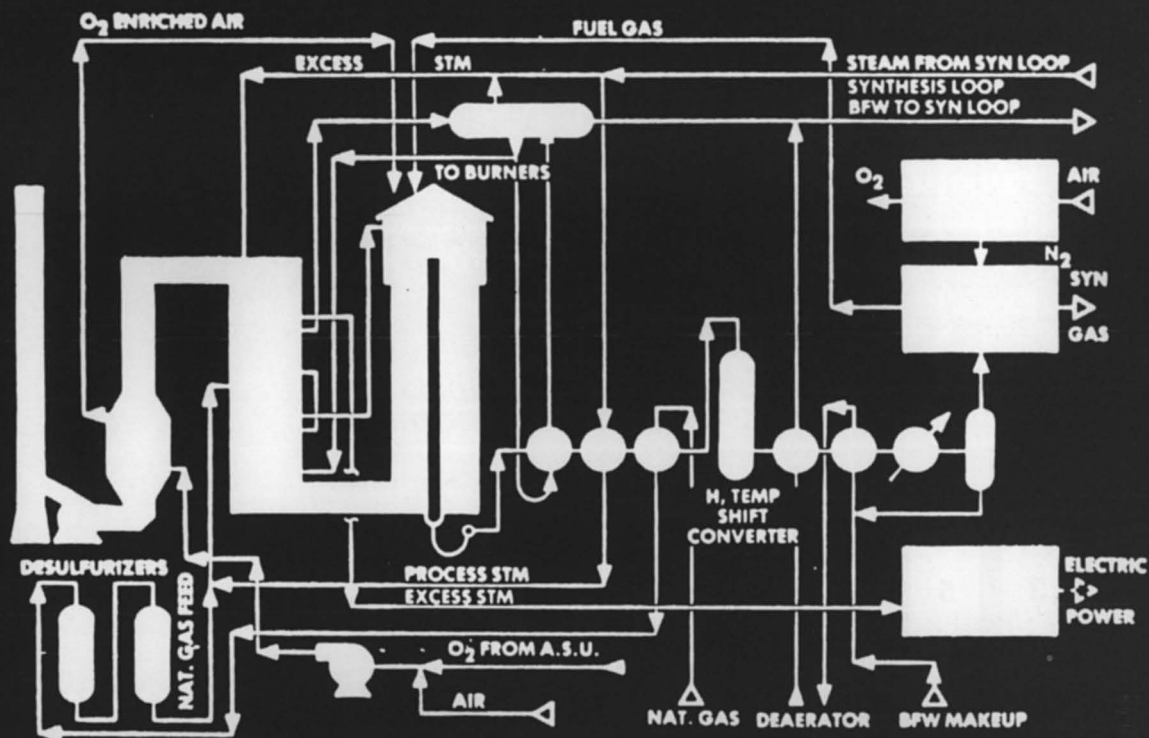 O2 ENRICHED AIR
FUEL GAS
EXCESS STM
STEAM FROM SYN LOOP
SYNTHESIS LOOP
BFW TO SYN LOOP
TO BURNERS
O2
AIR
N2
SYN
GAS
H, TEMP
SHIFT
CONVERTER
DESULFURIZERS
NAT. GAS FEED
PROCESS STM
EXCESS STM
ELECTRIC
POWER
O2 FROM A.S.U.
AIR
NAT. GAS
DEAERATOR
BFW MAKEUP